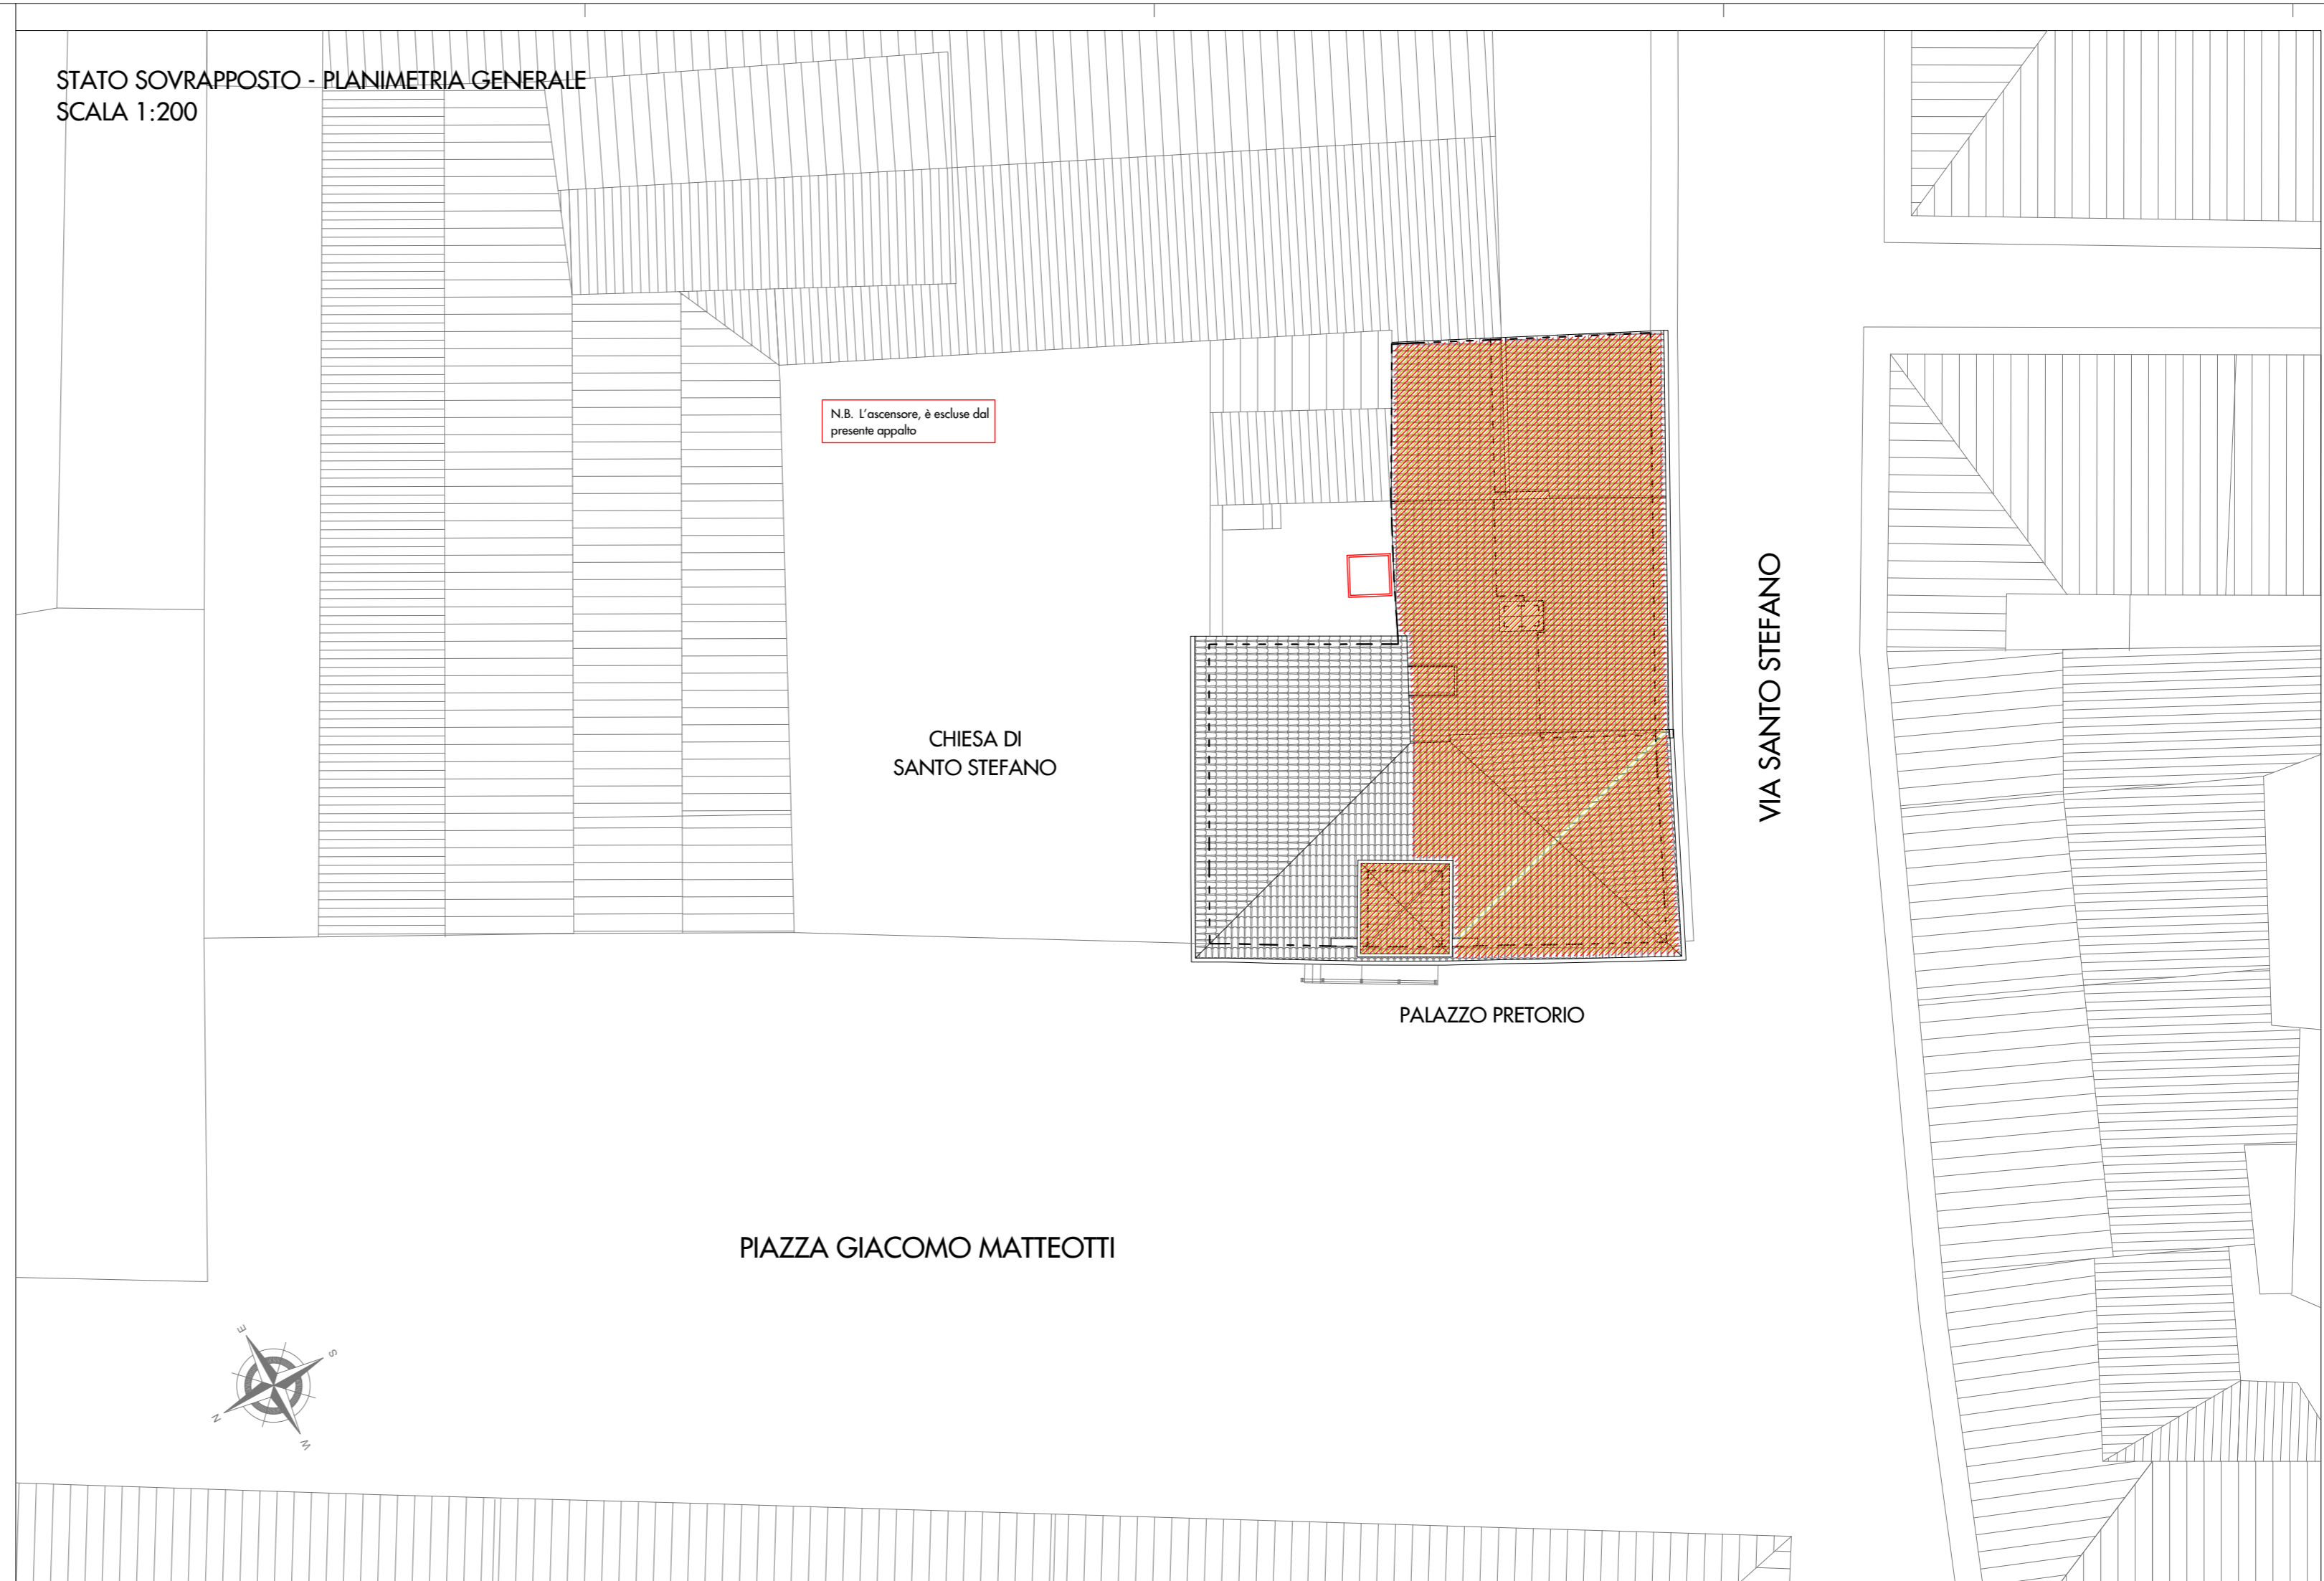 STATO SOVRAPPOSTO - PLANIMETRIA GENERALE
SCALA 1:200
N.B. L'ascensore, è escluse dal
presente appalto
CHIESA DI
SANTO STEFANO
VIA SANTO STEFANO
PALAZZO PRETORIO
PIAZZA GIACOMO MATTEOTTI
E
S
N
W